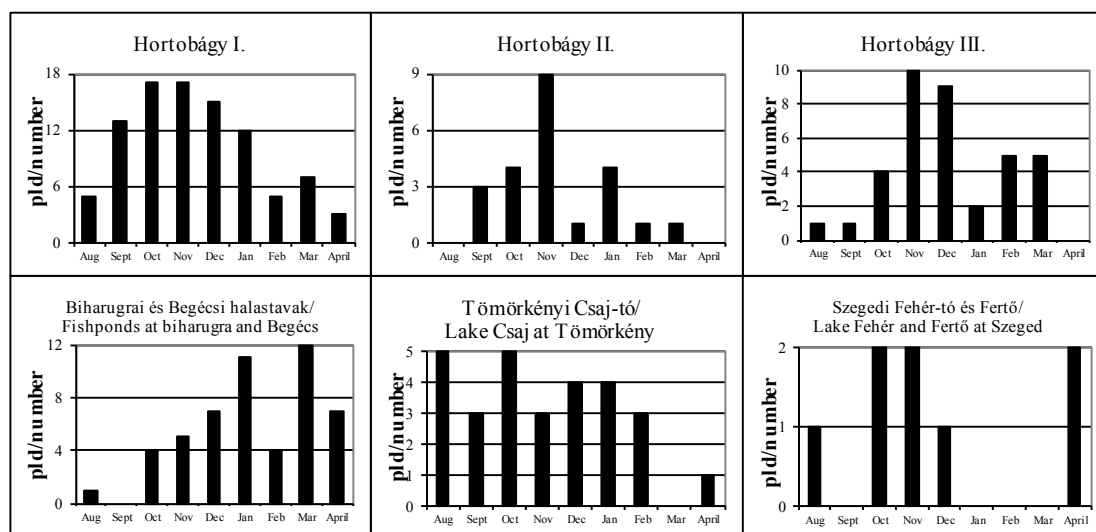 Hortobágy I.
pld/number
18
12
6
0
Aug Sept Oct Nov Dec Jan Feb Mar April
Hortobágy II.
pld/number
9
6
3
0
Aug Sept Oct Nov Dec Jan Feb Mar April
Hortobágy III.
pld/number
10
8
6
4
2
0
Aug Sept Oct Nov Dec Jan Feb Mar April
Biharugrai és Begécsi halastavak/
Fishponds at biharugra and Begécs
pld/number
12
8
4
0
Aug Sept Oct Nov Dec Jan Feb Mar April
Tömörkényi Csaj-tó/
Lake Csaj at Tömörkény
pld/number
5
4
3
2
1
0
Aug Sept Oct Nov Dec Jan Feb Mar April
Szegedi Fehér-tó és Fertő/
Lake Fehér and Fertő at Szeged
pld/number
2
1
0
Aug Sept Oct Nov Dec Jan Feb Mar April